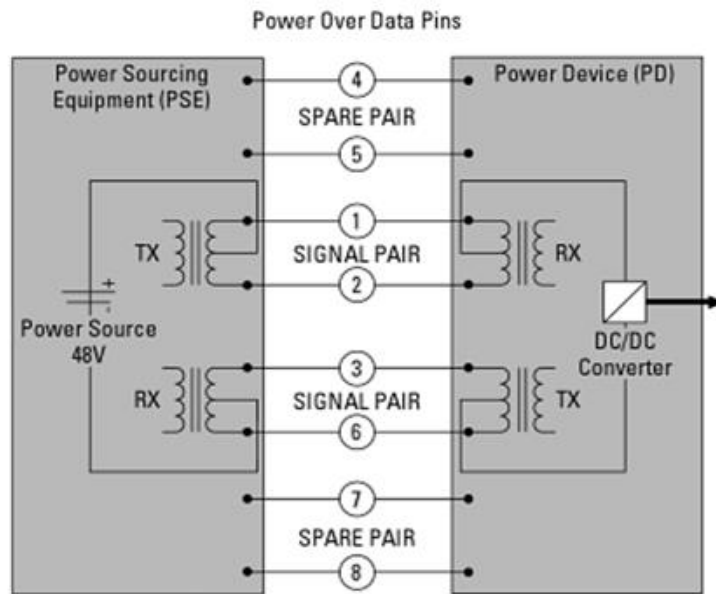 Power Over Data Pins
Power Sourcing
Equipment (PSE)
Power Device (PD)
4
SPARE PAIR
5
1
TX
SIGNAL PAIR
RX
2
+
-
Power Source
48V
DC/DC
Converter
3
RX
SIGNAL PAIR
TX
6
7
SPARE PAIR
8